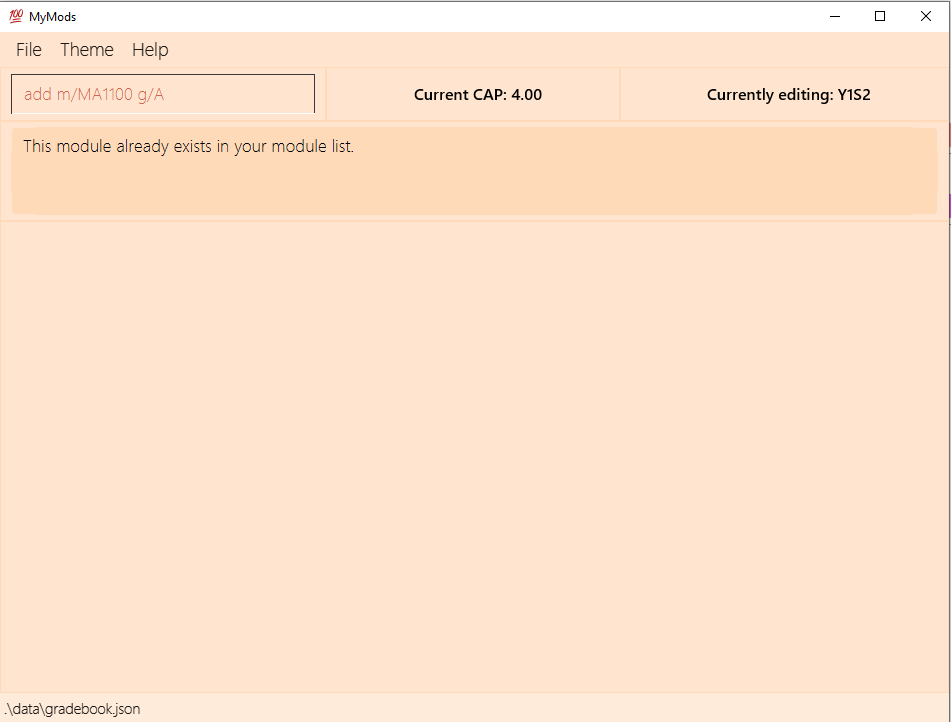 MyMods
File Theme Help
add m/MA1100 g/A
Current CAP: 4.00
Currently editing: Y1S2
This module already exists in your module list.
.\data\gradebook.json